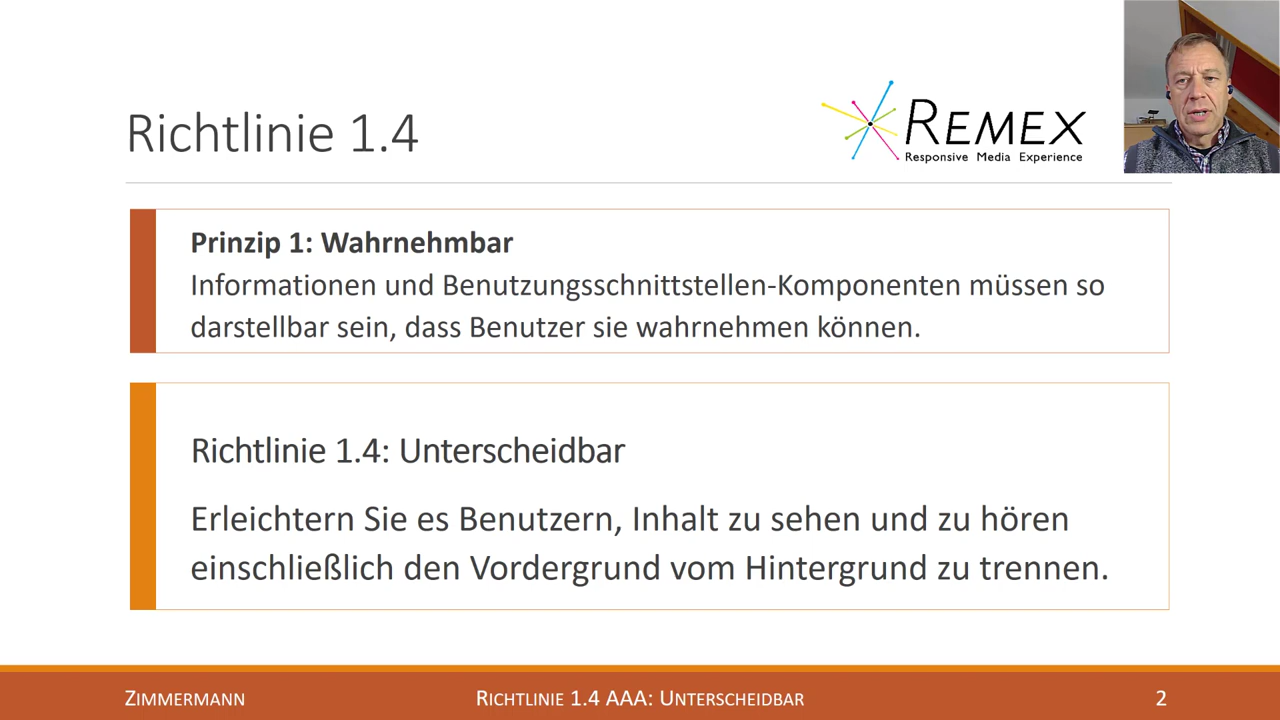 Richtlinie 1.4
REMEX
Responsive Media Experience
Prinzip 1: Wahrnehmbar
Informationen und Benutzungsschnittstellen-Komponenten müssen so
darstellbar sein, dass Benutzer sie wahrnehmen können.
Richtlinie 1.4: Unterscheidbar
Erleichtern Sie es Benutzern, Inhalt zu sehen und zu hören
einschließlich den Vordergrund vom Hintergrund zu trennen.
ZIMMERMANN
RICHTLINIE 1.4 AAA: UNTERSCHEIDBAR
2